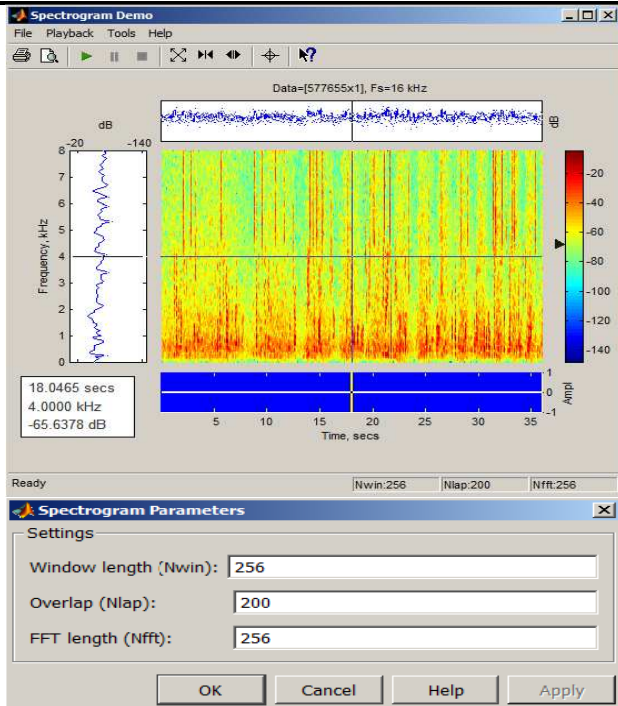 Spectrogram Demo
File Playback Tools Help
Data=[577655x1], Fs=16 kHz
dB
dB
-20 -140
8
7
6
5
4
3
2
1
0
Frequency, kHz
-20
-40
-60
-80
-100
-120
-140
1
0
-1
Ampl
5 10 15 20 25 30 35
Time, secs
18.0465 secs
4.0000 kHz
-65.6378 dB
Ready Nwin:256 Nlap:200 Nfft:256
Spectrogram Parameters
Settings
Window length (Nwin): 256
Overlap (Nlap): 200
FFT length (Nfft): 256
OK Cancel Help Apply